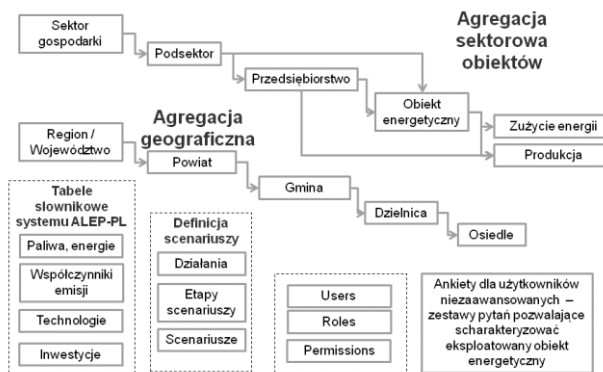 Sektor
gospodarki
Podsektor
Przedsiębiorstwo
Agregacja
sektorowa
obiektów
Obiekt
energetyczny
Zużycie energii
Produkcja
Region /
Województwo
Agregacja
geograficzna
Powiat
Gmina
Dzielnica
Osiedle
Tabele
słownikowe
systemu ALEP-PL
Paliwa, energie
Współczynniki
emisji
Technologie
Inwestycje
Definicja
scenariuszy
Działania
Etapy
scenariuszy
Scenariusze
Users
Roles
Permissions
Ankiety dla użytkowników
niezaawansowanych –
zestawy pytań pozwalające
scharakteryzować
eksploatowany obiekt
energetyczny